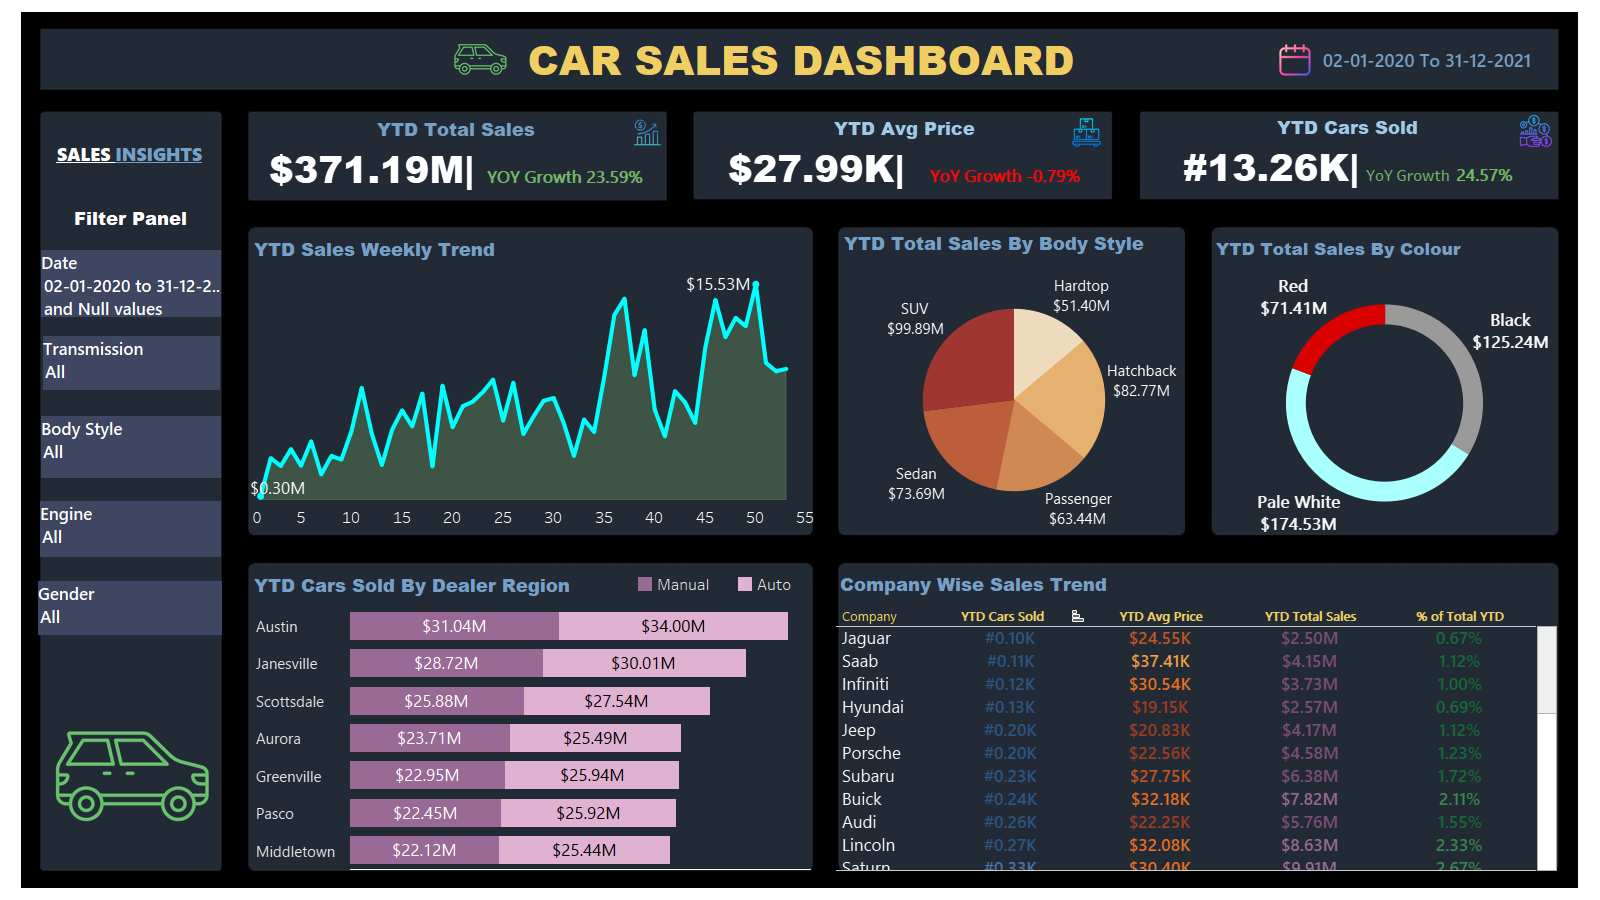 CAR SALES DASHBOARD
02-01-2020 To 31-12-2021
SALES INSIGHTS
Filter Panel
Date
02-01-2020 to 31-12-2..
and Null values
Transmission
All
Body Style
All
Engine
All
Gender
All
YTD Total Sales
$371.19M| YOY Growth 23.59%
YTD Avg Price
$27.99K| YoY Growth -0.79%
YTD Cars Sold
#13.26K| YoY Growth 24.57%
YTD Sales Weekly Trend
$15.53M
$0.30M
0 5 10 15 20 25 30 35 40 45 50 55
YTD Total Sales By Body Style
Hardtop
$51.40M
SUV
$99.89M
Hatchback
$82.77M
Sedan
$73.69M
Passenger
$63.44M
YTD Total Sales By Colour
Red
$71.41M
Black
$125.24M
Pale White
$174.53M
YTD Cars Sold By Dealer Region
Manual Auto
Austin $31.04M $34.00M
Janesville $28.72M $30.01M
Scottsdale $25.88M $27.54M
Aurora $23.71M $25.49M
Greenville $22.95M $25.94M
Pasco $22.45M $25.92M
Middletown $22.12M $25.44M
Company Wise Sales Trend
Company YTD Cars Sold YTD Avg Price YTD Total Sales % of Total YTD
Jaguar #0.10K $24.55K $2.50M 0.67%
Saab #0.11K $37.41K $4.15M 1.12%
Infiniti #0.12K $30.54K $3.73M 1.00%
Hyundai #0.13K $19.15K $2.57M 0.69%
Jeep #0.20K $20.83K $4.17M 1.12%
Porsche #0.20K $22.56K $4.58M 1.23%
Subaru #0.23K $27.75K $6.38M 1.72%
Buick #0.24K $32.18K $7.82M 2.11%
Audi #0.26K $22.25K $5.76M 1.55%
Lincoln #0.27K $32.08K $8.63M 2.33%
Saturn #0.33K $30.40K $9.91M 2.67%